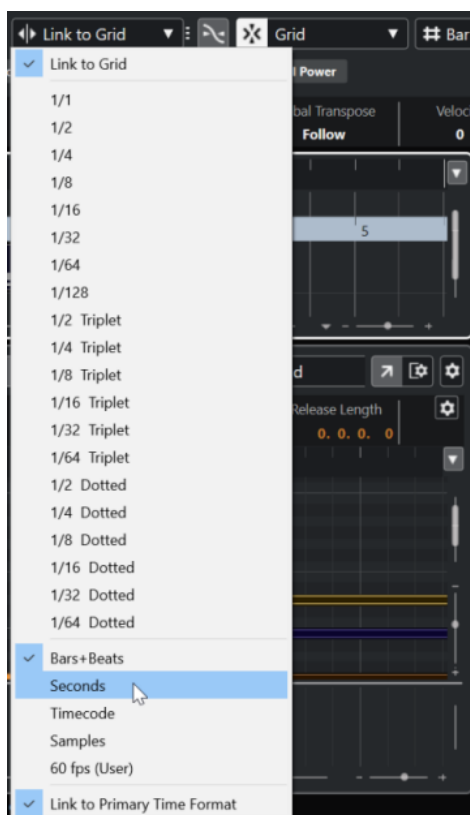 Link to Grid
Grid
Bar
Link to Grid
Power
1/1
bal Transpose
Veloc
1/2
Follow
0
1/4
1/8
1/16
1/32
5
1/64
1/128
1/2 Triplet
1/4 Triplet
1/8 Triplet
d
1/16 Triplet
Release Length
1/32 Triplet
0. 0. 0. 0
1/64 Triplet
1/2 Dotted
1/4 Dotted
1/8 Dotted
1/16 Dotted
1/32 Dotted
1/64 Dotted
Bars+Beats
Seconds
Timecode
Samples
60 fps (User)
Link to Primary Time Format